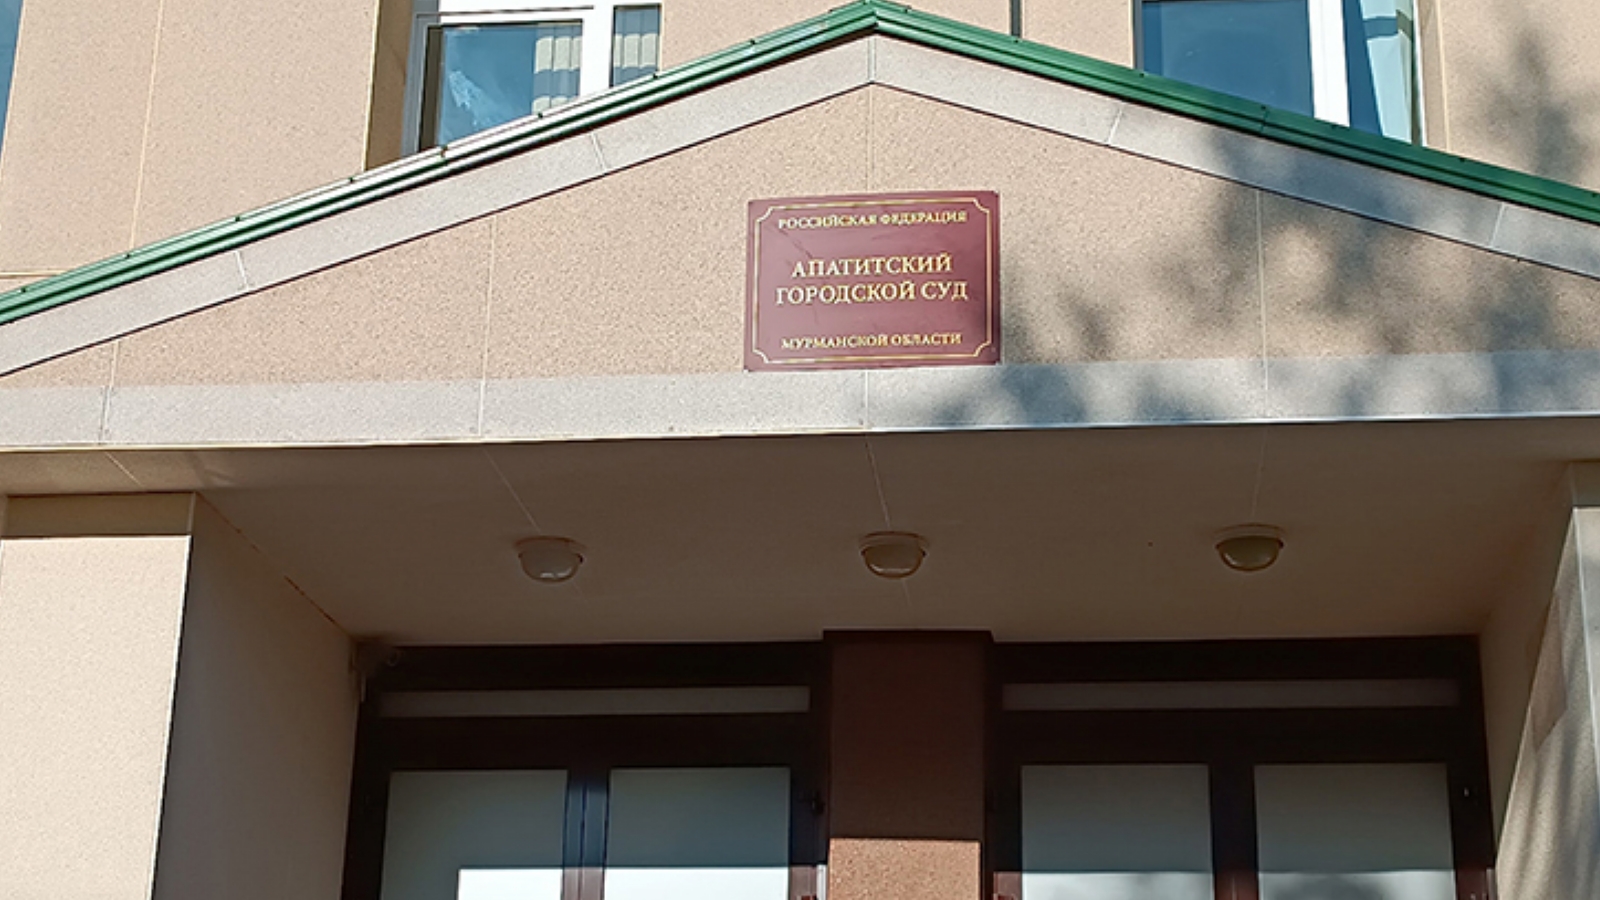 РОССИЙСКАЯ ФЕДЕРАЦИЯ
АПАТИТСКИЙ
ГОРОДСКОЙ СУД
МУРМАНСКОЙ ОБЛАСТИ